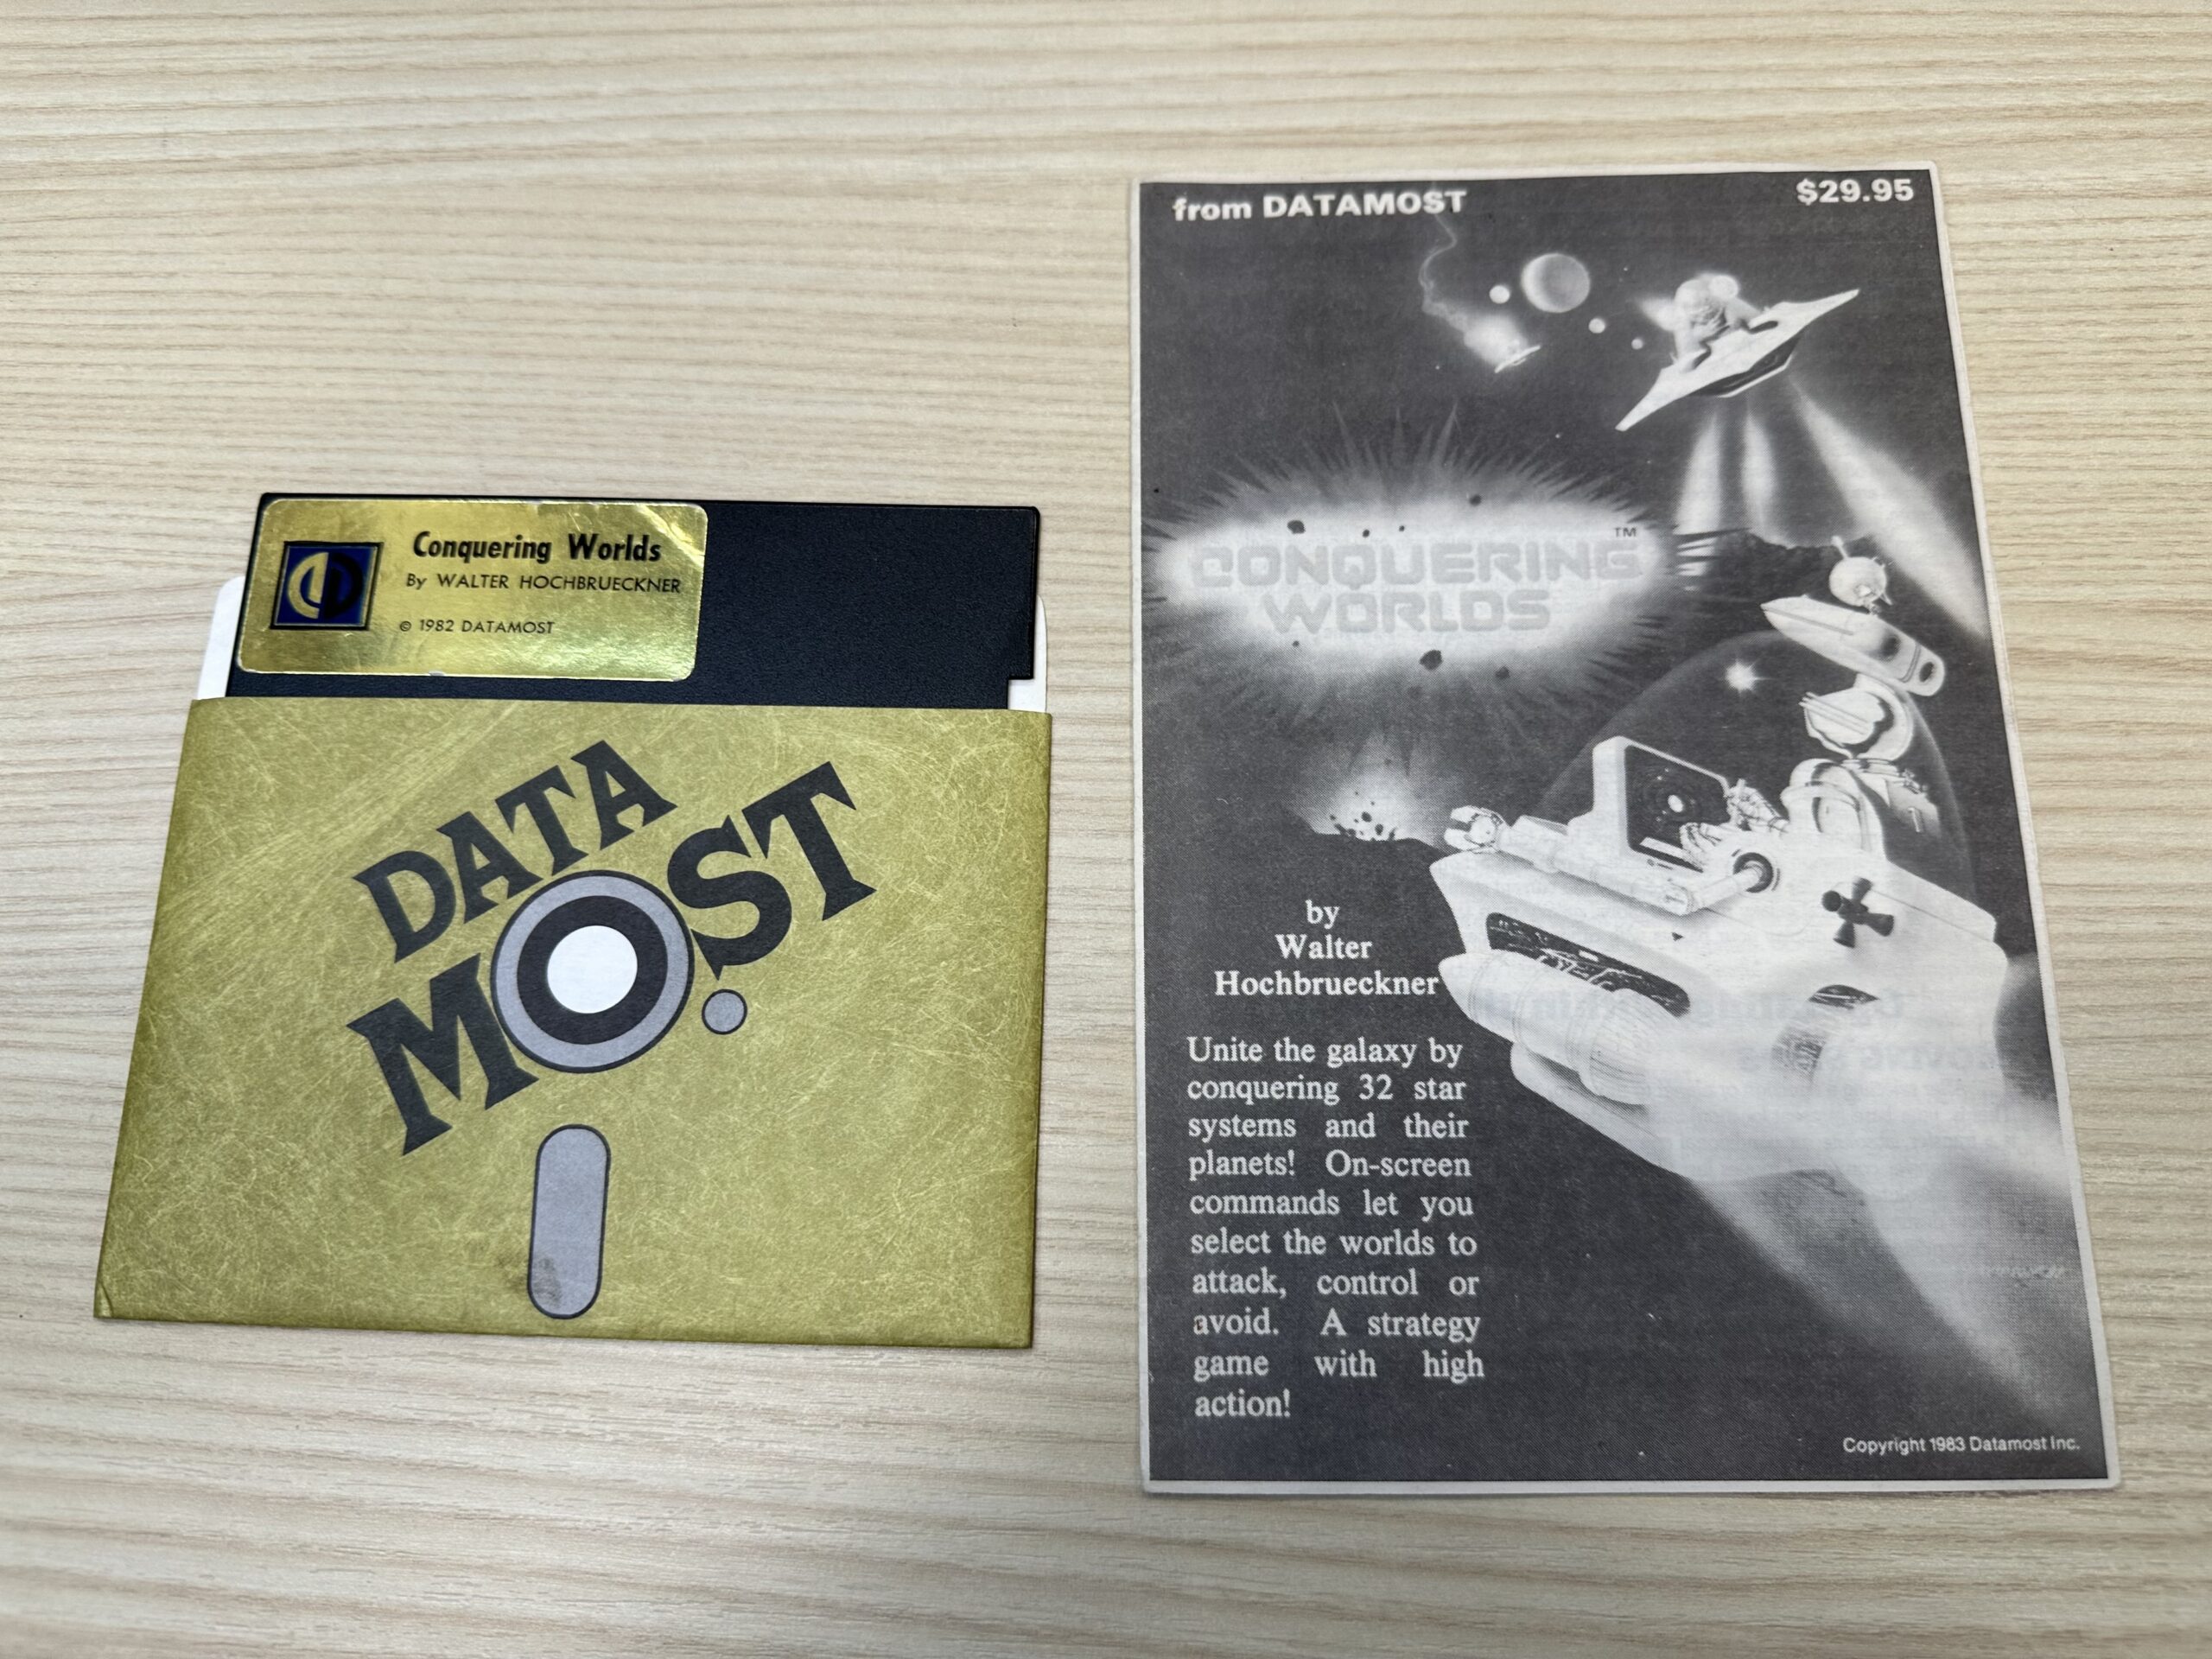 Conquering Worlds
By WALTER HOCHBRUECKNER
© 1982 DATAMOST
DATA
MOST
from DATAMOST
$29.95
CONQUERING™
WORLDS
by
Walter
Hochbrueckner
Unite the galaxy by
conquering 32 star
systems and their
planets! On-screen
commands let you
select the worlds to
attack, control or
avoid. A strategy
game with high
action!
Copyright 1983 Datamost Inc.